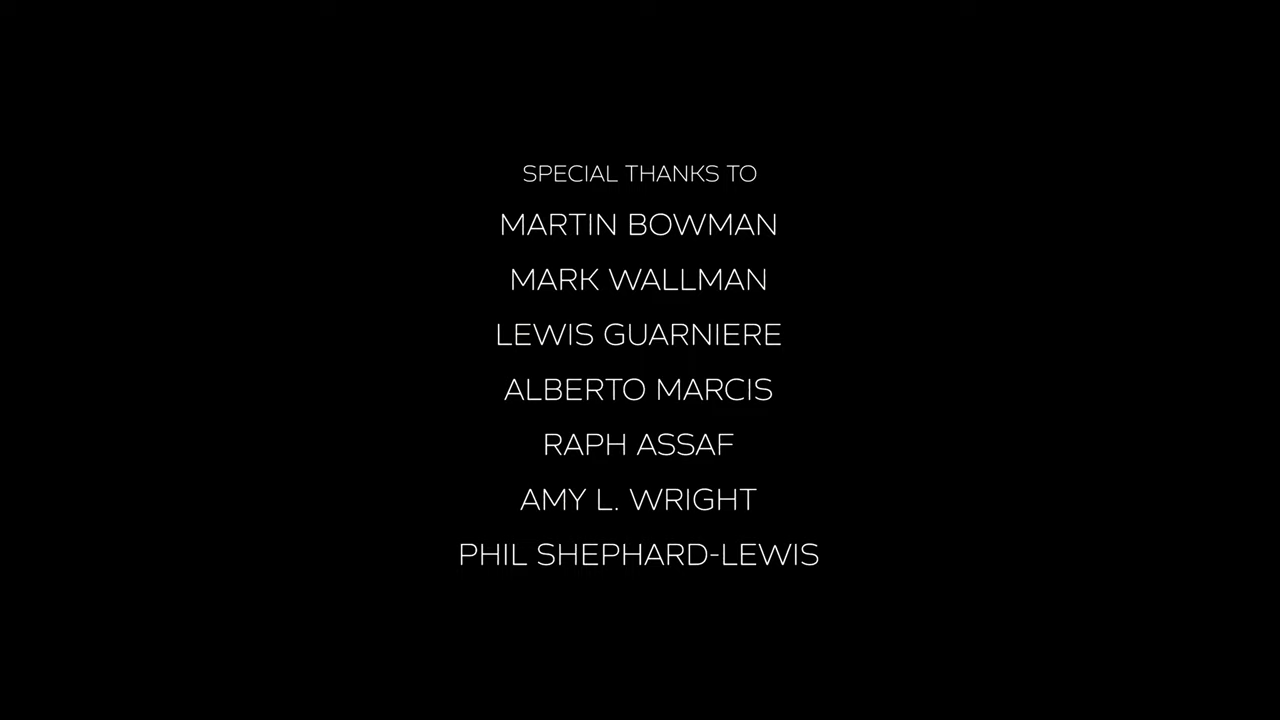 SPECIAL THANKS TO
MARTIN BOWMAN
MARK WALLMAN
LEWIS GUARNIERE
ALBERTO MARCIS
RAPH ASSAF
AMY L. WRIGHT
PHIL SHEPHARD-LEWIS